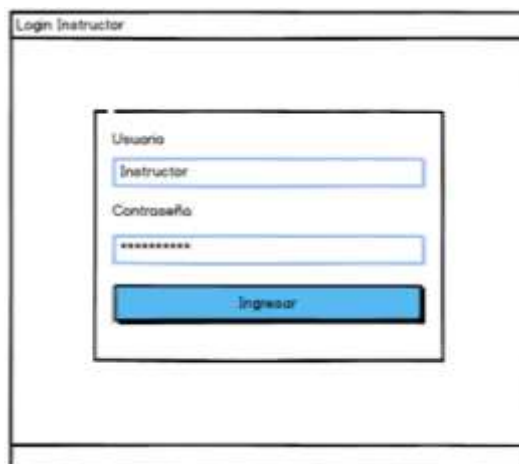 Login Instructor
Usuario
Instructor
Contraseña
**********
Ingresar